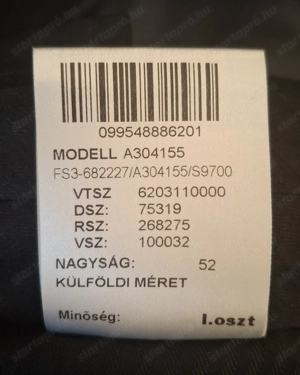 099548886201
MODELL A304155
FS3-682227/A304155/S9700
VTSZ 6203110000
DSZ: 75319
RSZ: 268275
VSZ: 100032
NAGYSÁG: 52
KÜLFÖLDI MÉRET
Minőség: I.oszt